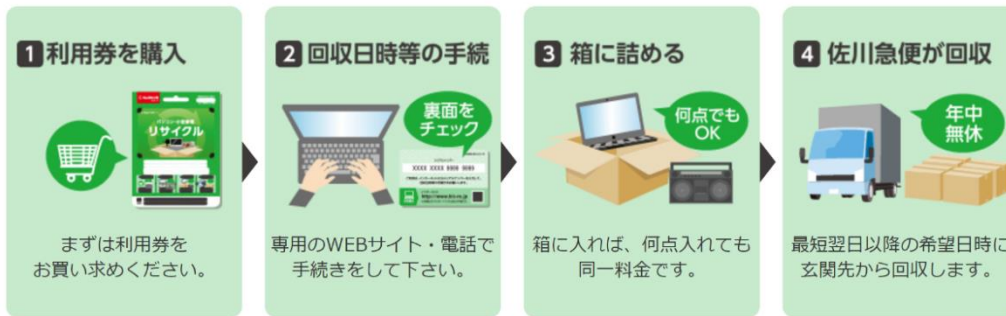 1 利用券を購入
リサイクル
まずは利用券を
お買い求めください。
2 回収日時等の手続
裏面を
チェック
XXXX XXXX XXXX XXXX
専用のWEBサイト・電話で
手続きをして下さい。
3 箱に詰める
何点でも
OK
箱に入れば、何点入れても
同一料金です。
4 佐川急便が回収
年中
無休
最短翌日以降の希望日時に
玄関先から回収します。